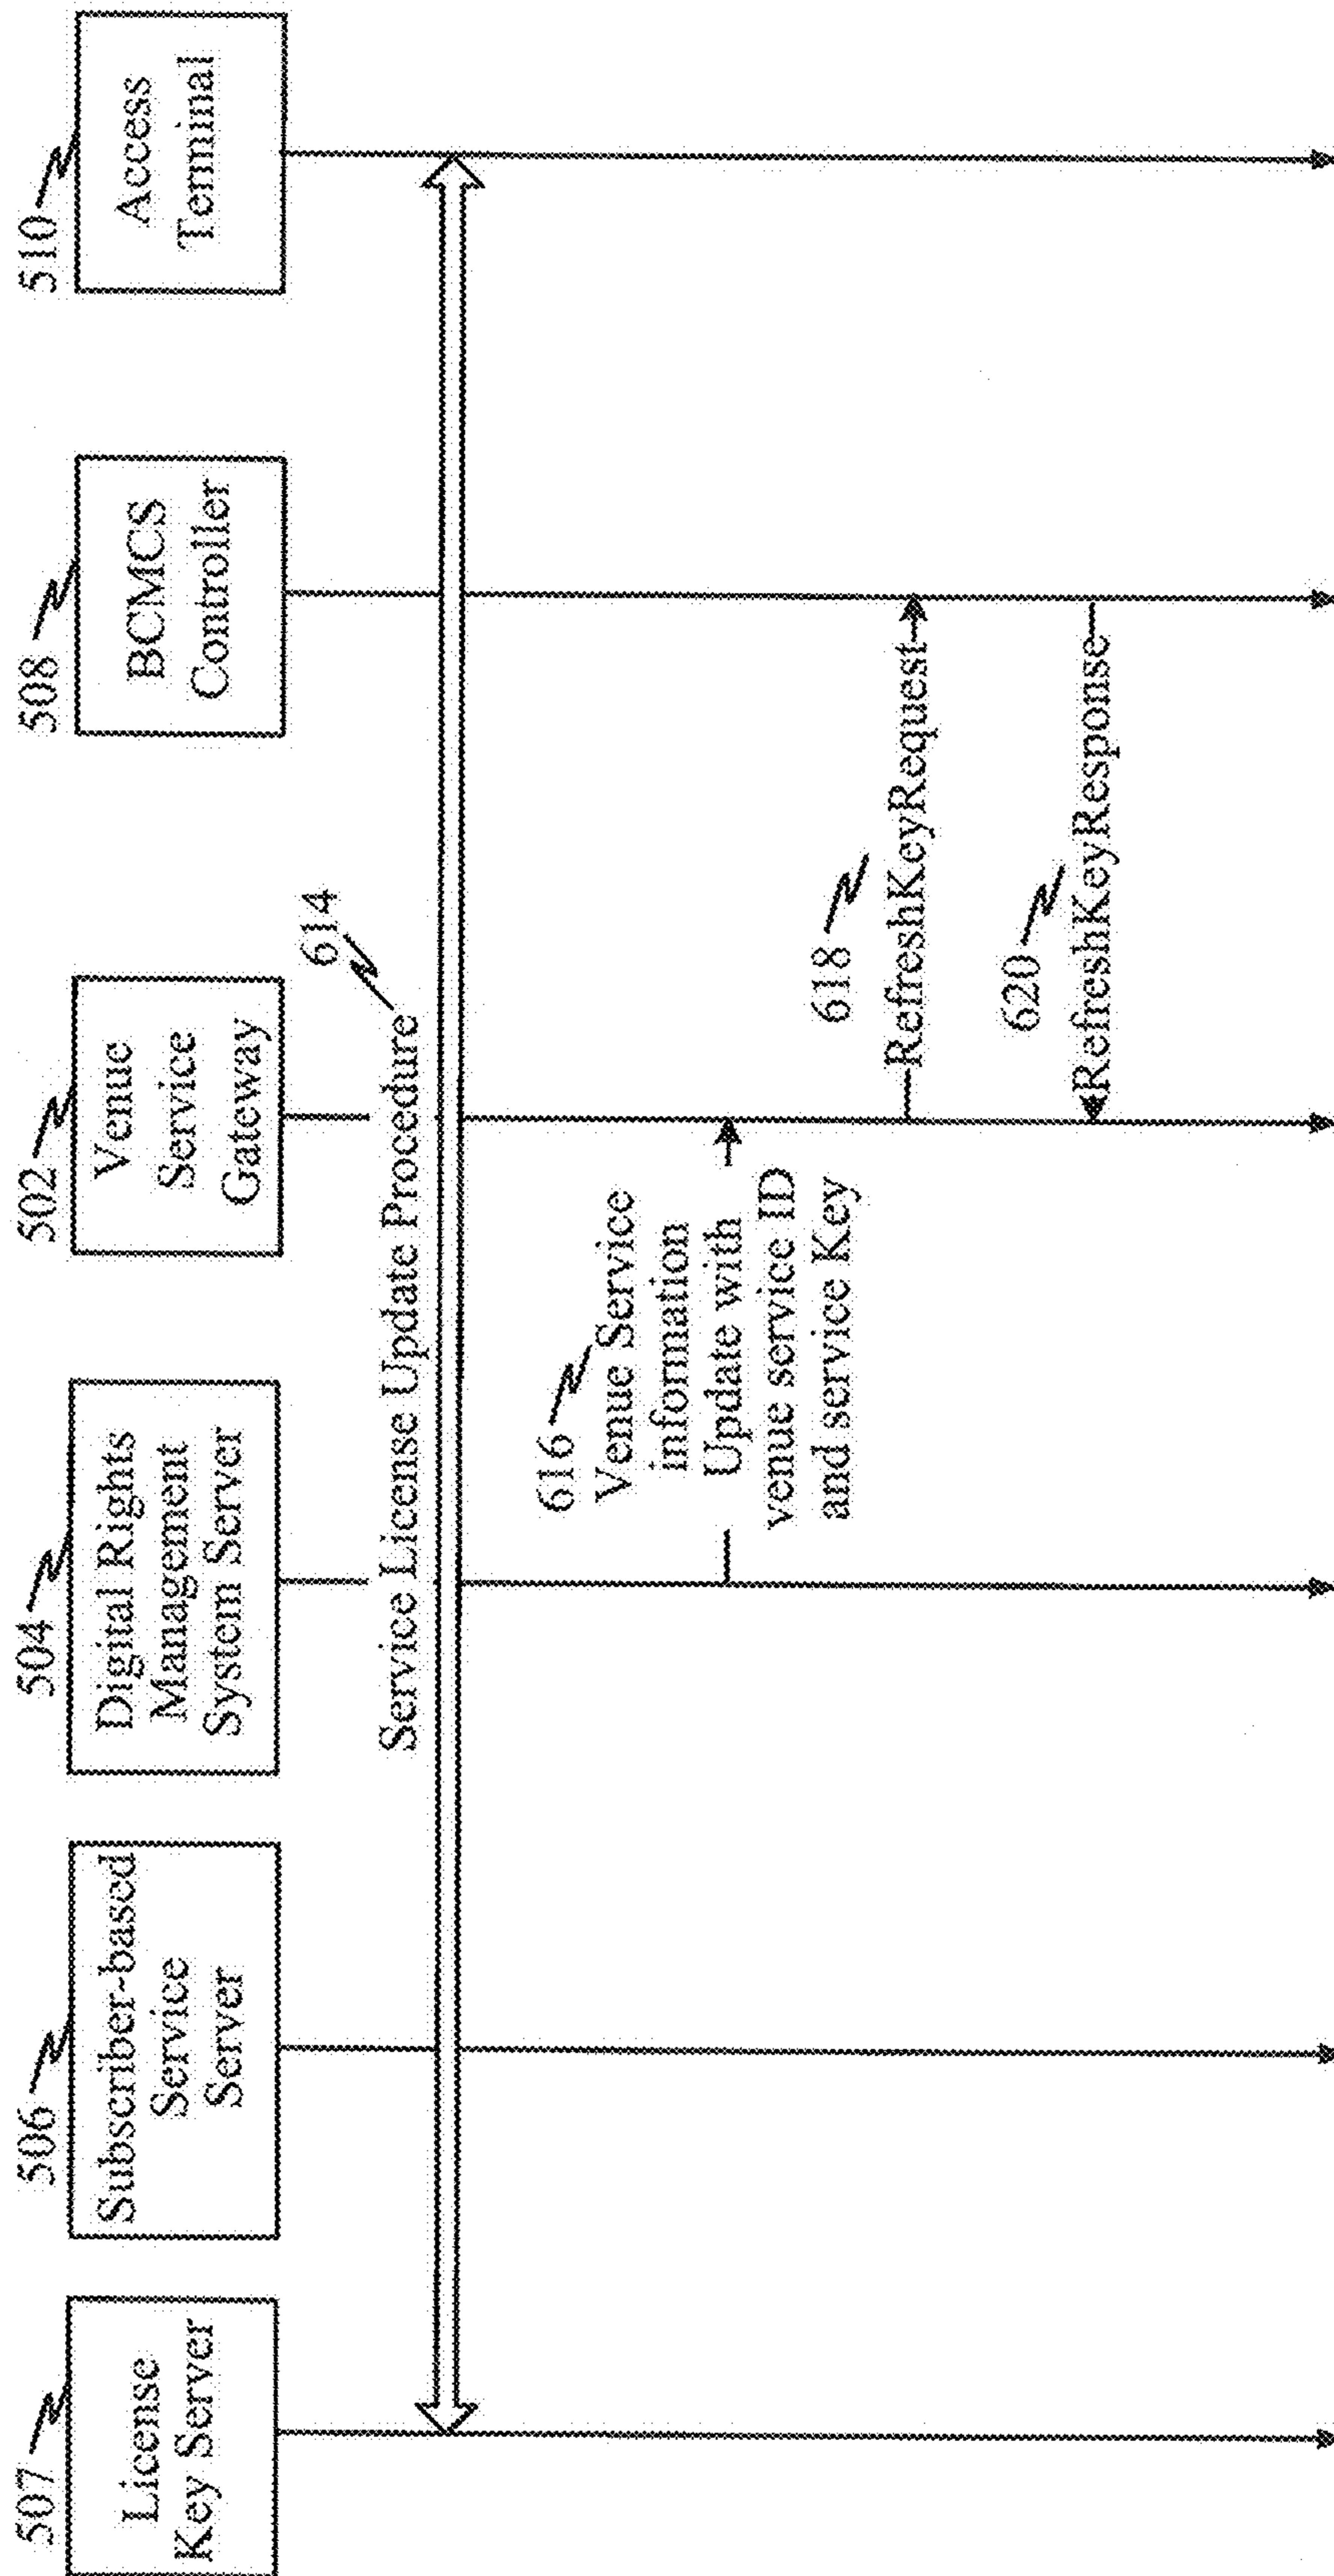 507
License
Key Server
506
Subscriber-based
Service
Server
504
Digital Rights
Management
System Server
502
Venue
Service
Gateway
508
BCMCS
Controller
510
Access
Terminal
614
Service License Update Procedure
616
Venue Service
information
Update with
venue service ID
and service Key
618
RefreshKeyRequest
620
RefreshKeyResponse